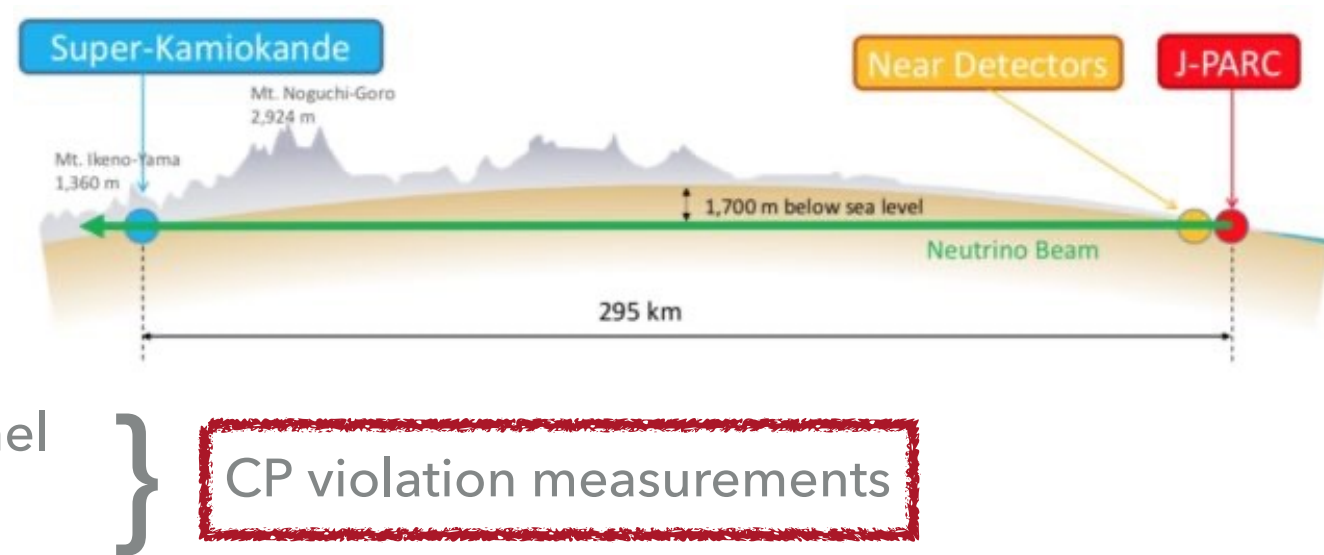 Super-Kamiokande
Near Detectors
J-PARC
Mt. Noguchi-Goro
2,924 m
Mt. Ikeno-Yama
1,360 m
1,700 m below sea level
Neutrino Beam
295 km
nel
}
CP violation measurements